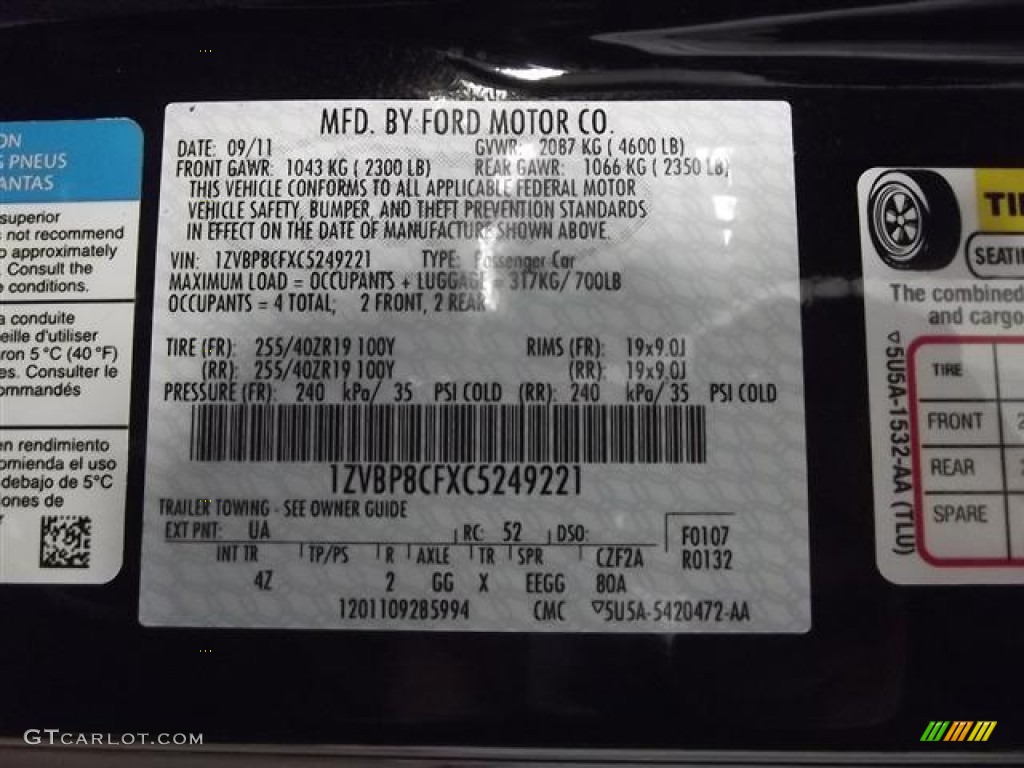 ON
S PNEUS
ANTAS
superior
s not recommend
o approximately
. Consult the
e conditions.
a conduite
eille d'utiliser
ron 5 °C (40 °F)
es. Consulter le
ommandés
en rendimiento
omienda el uso
debajo de 5°C
iones de
MFD. BY FORD MOTOR CO.
DATE: 09/11 GVWR: 2087 KG ( 4600 LB)
FRONT GAWR: 1043 KG ( 2300 LB) REAR GAWR: 1066 KG ( 2350 LB)
THIS VEHICLE CONFORMS TO ALL APPLICABLE FEDERAL MOTOR
VEHICLE SAFETY, BUMPER, AND THEFT PREVENTION STANDARDS
IN EFFECT ON THE DATE OF MANUFACTURE SHOWN ABOVE.
VIN: 1ZVBP8CFXC5249221 TYPE: Passenger Car
MAXIMUM LOAD = OCCUPANTS + LUGGAGE = 317KG/ 700LB
OCCUPANTS = 4 TOTAL; 2 FRONT, 2 REAR
TIRE (FR): 255/40ZR19 100Y RIMS (FR): 19x9.0J
(RR): 255/40ZR19 100Y (RR): 19x9.0J
PRESSURE (FR): 240 kPa/ 35 PSI COLD (RR): 240 kPa/ 35 PSI COLD
1ZVBP8CFXC5249221
TRAILER TOWING - SEE OWNER GUIDE
EXT PNT: UA RC: 52 DSO: F0107
INT TR TP/PS R AXLE TR SPR CZF2A R0132
4Z 2 GG X EEGG 80A
1201109285994 CMC 5U5A-5420472-AA
TI
SEATI
The combined
and cargo
5U5A-1532-AA (TLU)
TIRE
FRONT 2
REAR
SPARE
GTCARLOT.COM